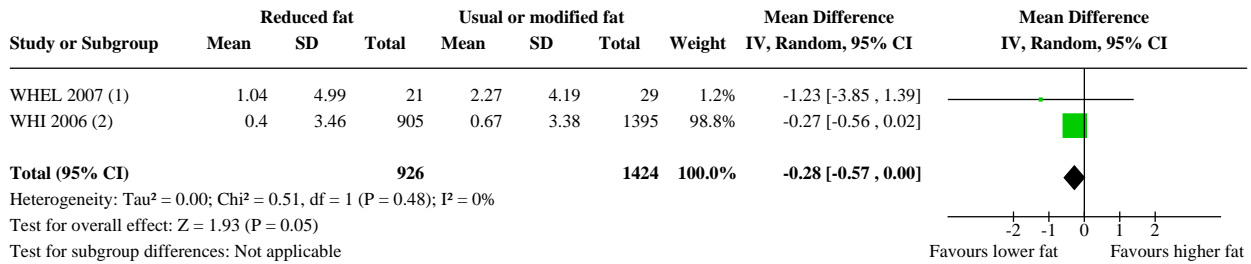 Reduced fat Usual or modified fat Mean Difference Mean Difference
Study or Subgroup Mean SD Total Mean SD Total Weight IV, Random, 95% CI IV, Random, 95% CI
WHEL 2007 (1) 1.04 4.99 21 2.27 4.19 29 1.2% -1.23 [-3.85 , 1.39]
WHI 2006 (2) 0.4 3.46 905 0.67 3.38 1395 98.8% -0.27 [-0.56 , 0.02]
Total (95% CI) 926 1424 100.0% -0.28 [-0.57 , 0.00]
Heterogeneity: Tau² = 0.00; Chi² = 0.51, df = 1 (P = 0.48); I² = 0%
Test for overall effect: Z = 1.93 (P = 0.05)
-2 -1 0 1 2
Test for subgroup differences: Not applicable
Favours lower fat Favours higher fat